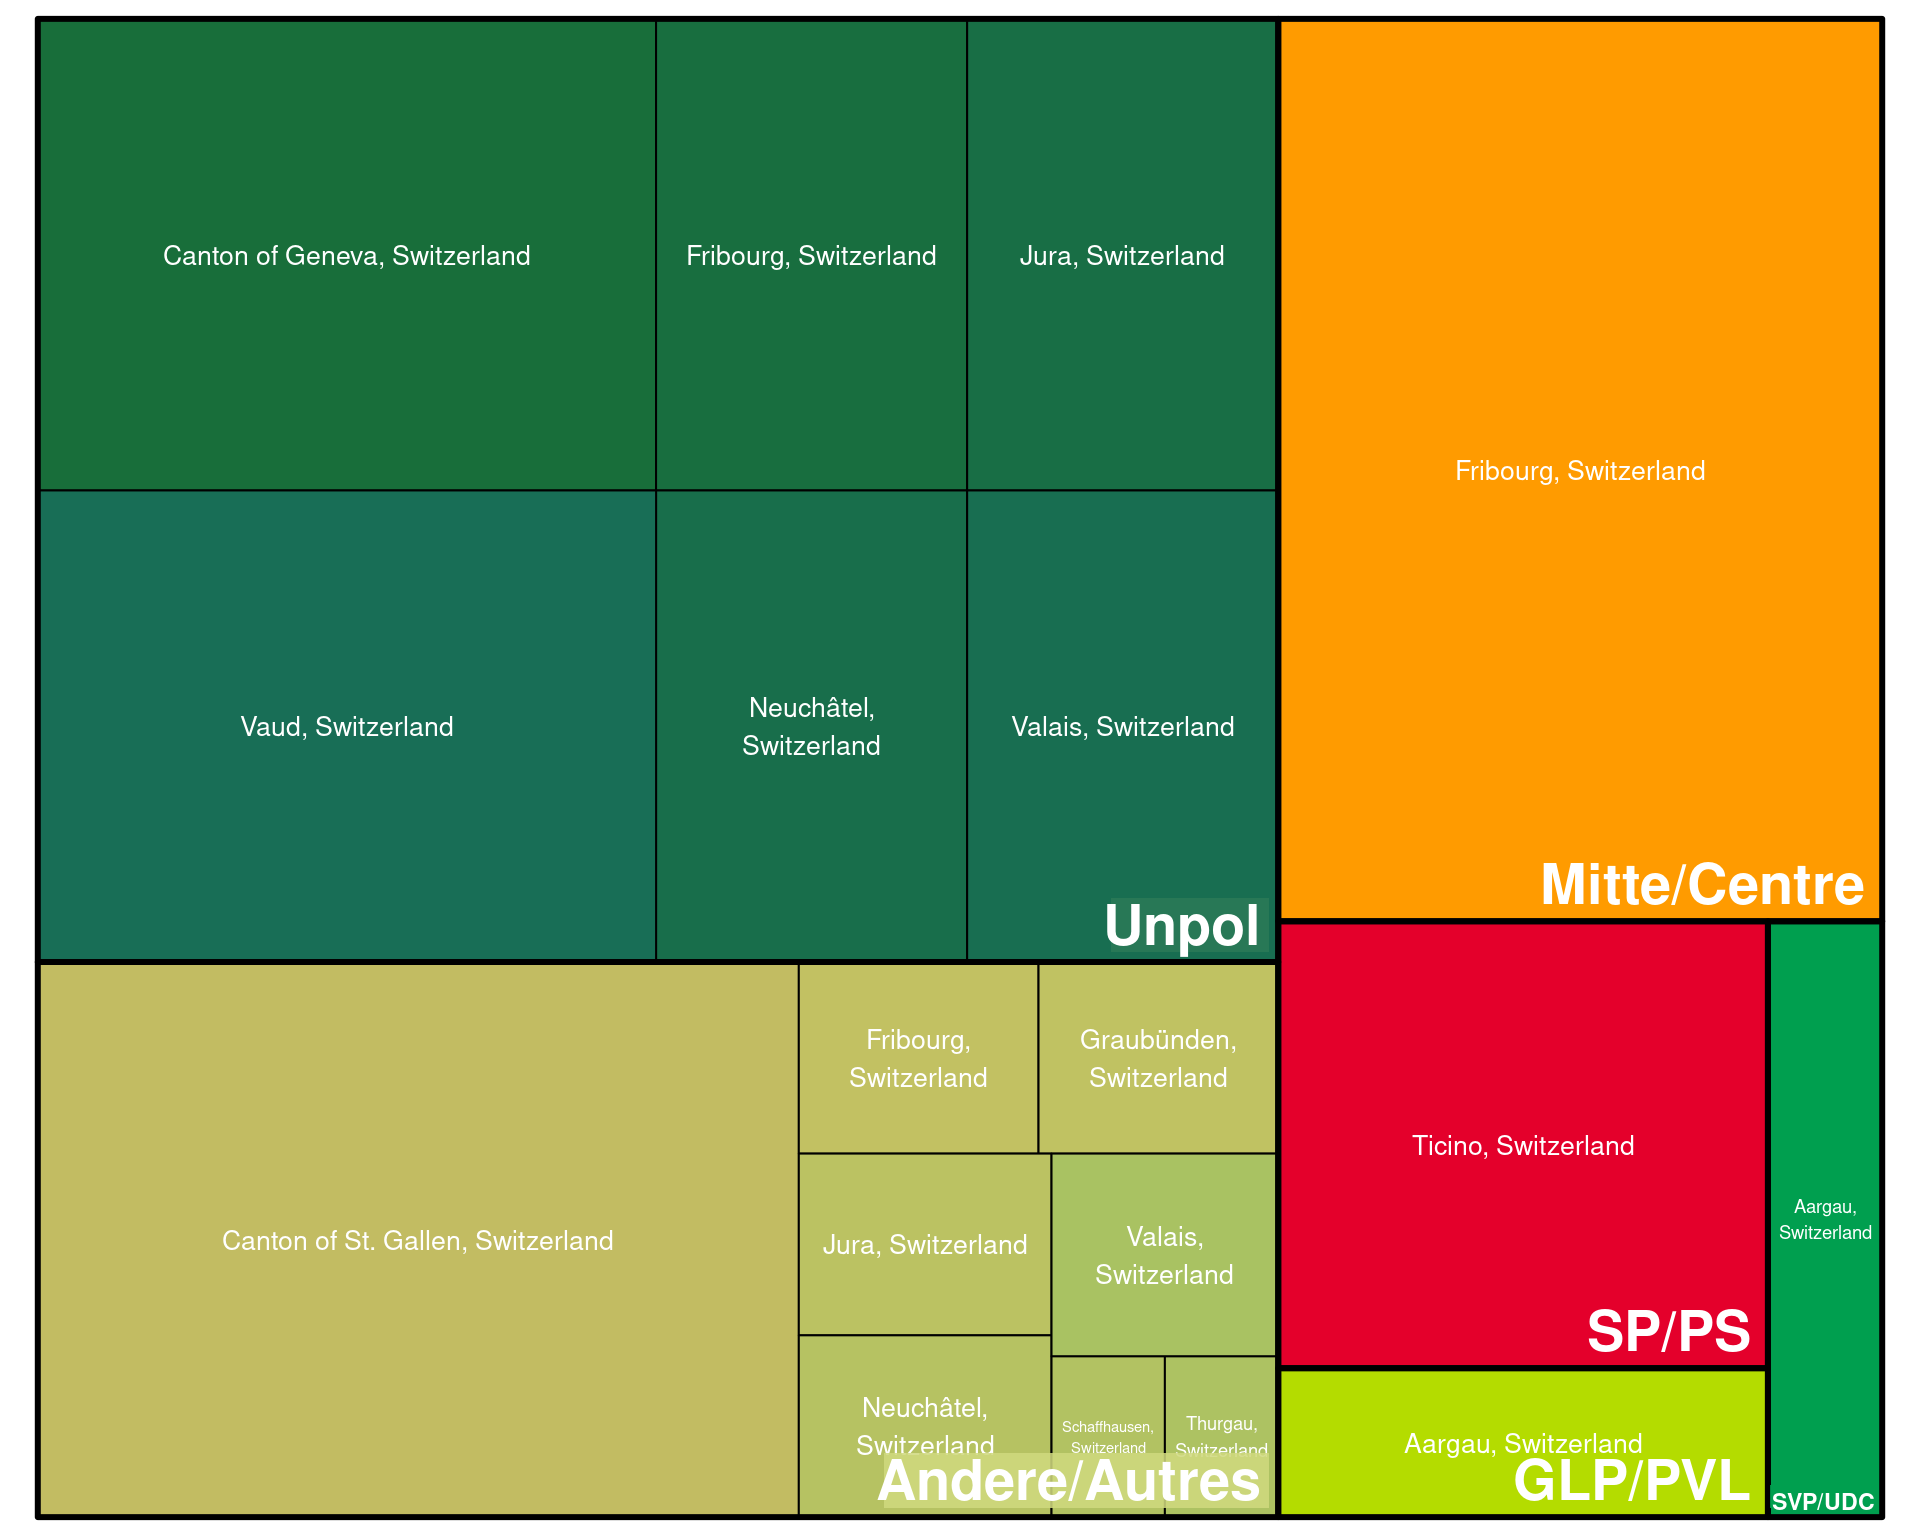 Canton of Geneva, Switzerland
Fribourg, Switzerland
Jura, Switzerland
Vaud, Switzerland
Neuchâtel,
Switzerland
Valais, Switzerland
Unpol
Fribourg, Switzerland
Mitte/Centre
Canton of St. Gallen, Switzerland
Fribourg,
Switzerland
Graubünden,
Switzerland
Jura, Switzerland
Valais,
Switzerland
Neuchâtel,
Switzerland
Schaffhausen,
Switzerland
Thurgau,
Switzerland
Andere/Autres
Ticino, Switzerland
SP/PS
Aargau,
Switzerland
SVP/UDC
Aargau, Switzerland
GLP/PVL